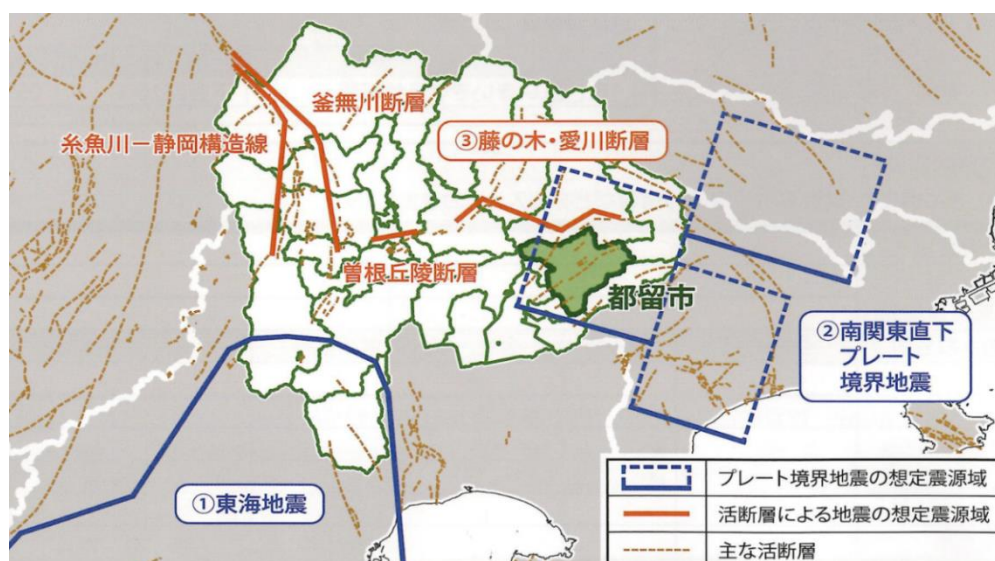 釜無川断層
糸魚川－静岡構造線
③藤の木・愛川断層
曽根丘陵断層
都留市
②南関東直下
プレート
境界地震
①東海地震
プレート境界地震の想定震源域
活断層による地震の想定震源域
主な活断層